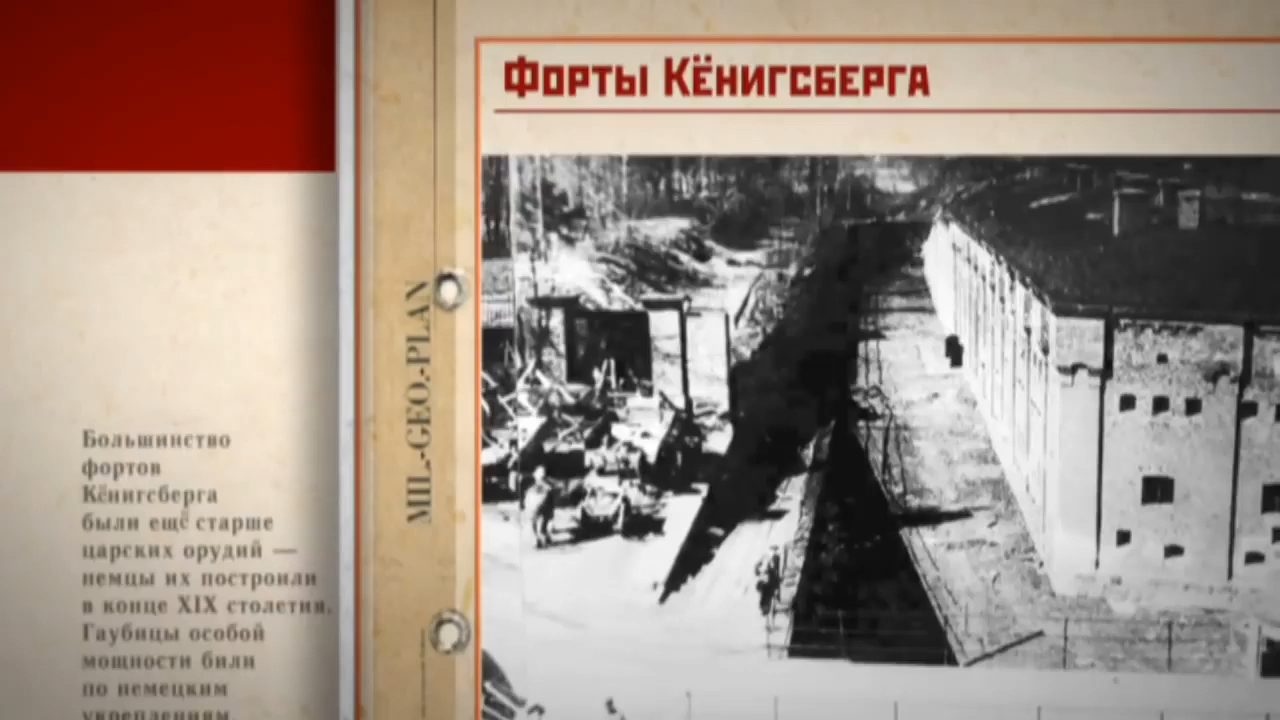 Форты Кёнигсберга
MIL.-GEO.-PLAN
Большинство
фортов
Кёнигсберга
были ещё старше
царских орудий —
немцы их построили
в конце XIX столетия.
Гаубицы особой
мощности били
по немецким
укреплениям,